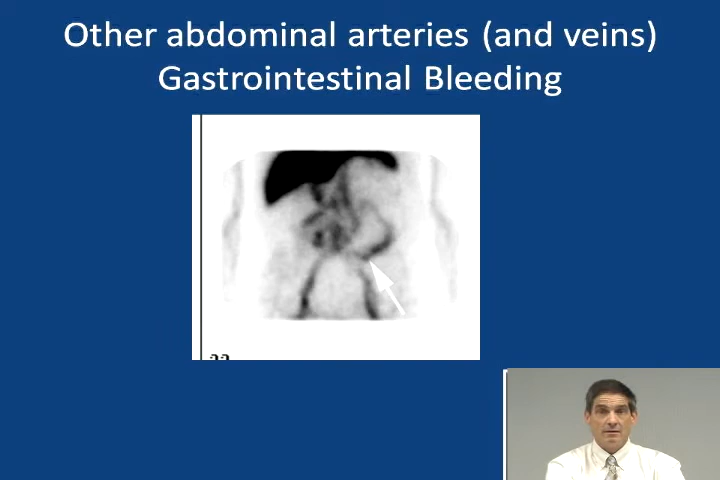 Other abdominal arteries (and veins)
Gastrointestinal Bleeding